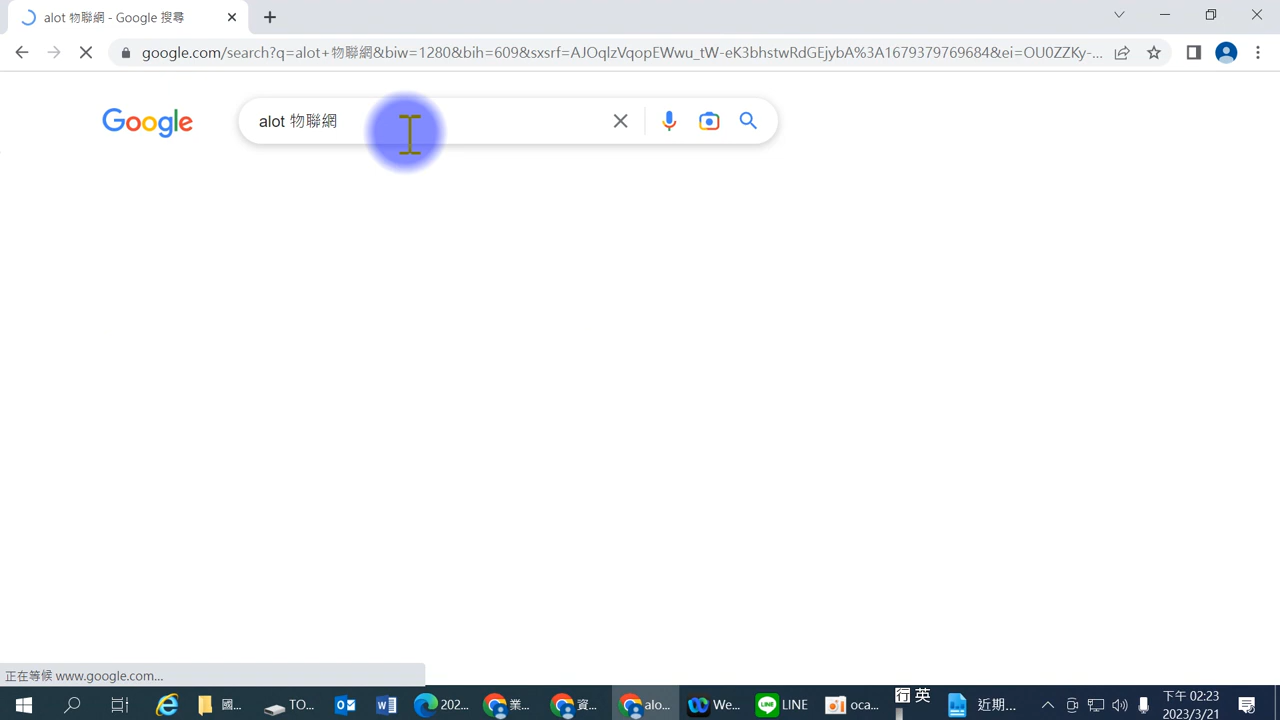 alot 物聯網 - Google 搜尋
google.com/search?q=alot+物聯網&biw=1280&bih=609&sxsrf=AJOqlzVqopEWwu_tW-eK3bhstwRdGEjybA%3A1679379769684&ei=OU0ZZKy-...
Google
alot 物聯網
正在等候 www.google.com...
國... TO... 202... 業... 資... alo... We... LINE oca... 行 英 近期... 下午 02:23
2023/3/21